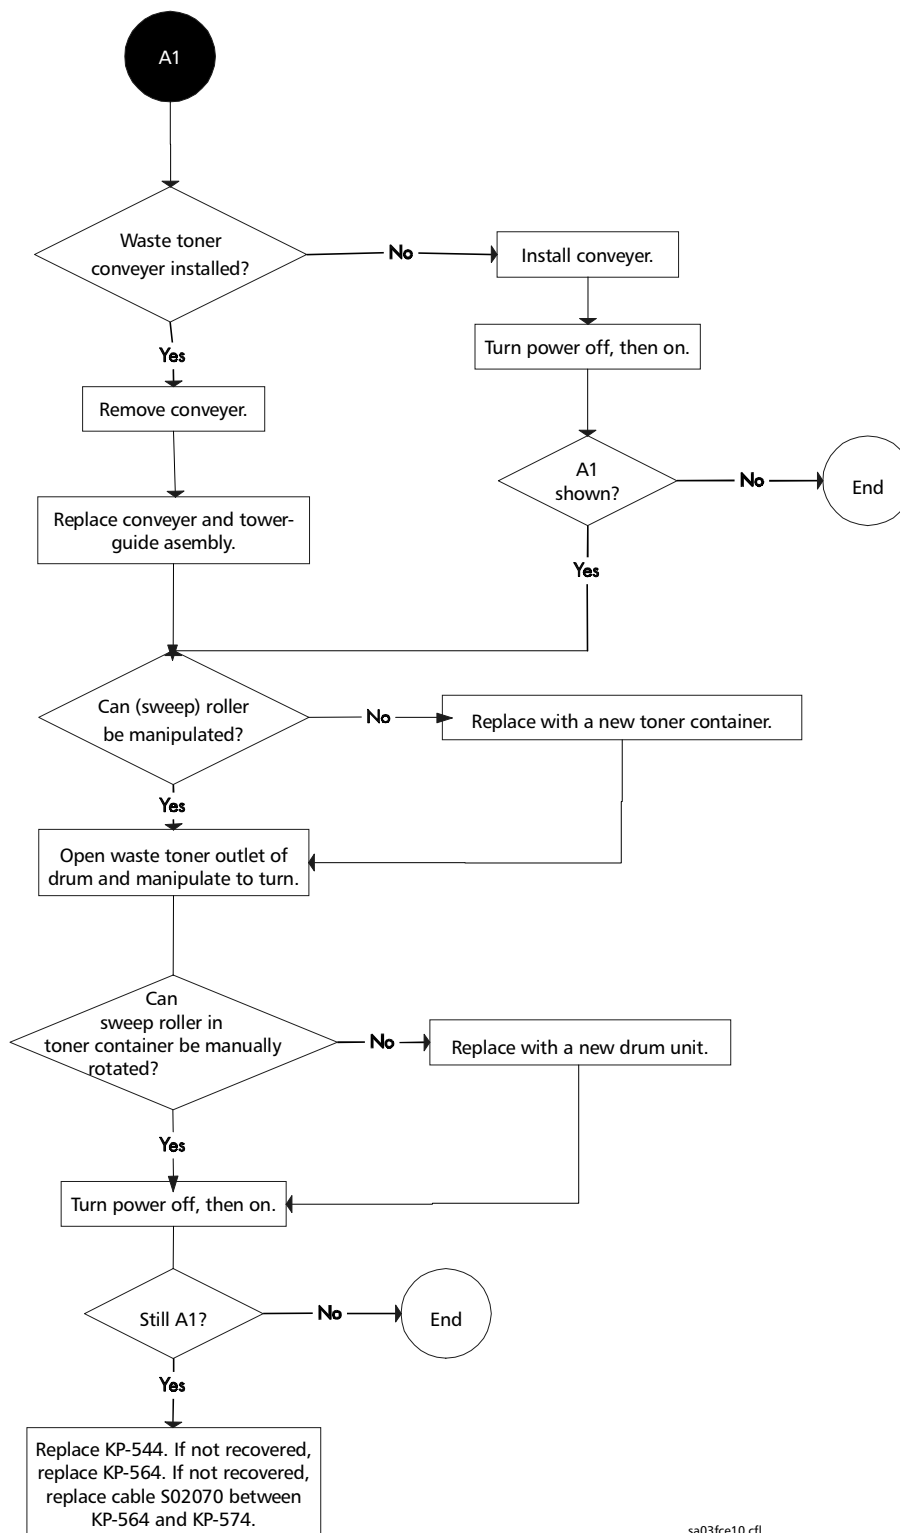 A1
Waste toner
conveyer installed?
No
Install conveyer.
Turn power off, then on.
Yes
Remove conveyer.
A1
shown?
No
End
Replace conveyer and tower-
guide asembly.
Yes
Can (sweep) roller
be manipulated?
No
Replace with a new toner container.
Yes
Open waste toner outlet of
drum and manipulate to turn.
Can
sweep roller in
toner container be manually
rotated?
No
Replace with a new drum unit.
Yes
Turn power off, then on.
Still A1?
No
End
Yes
Replace KP-544. If not recovered,
replace KP-564. If not recovered,
replace cable S02070 between
KP-564 and KP-574.
sa03fce10.cfl